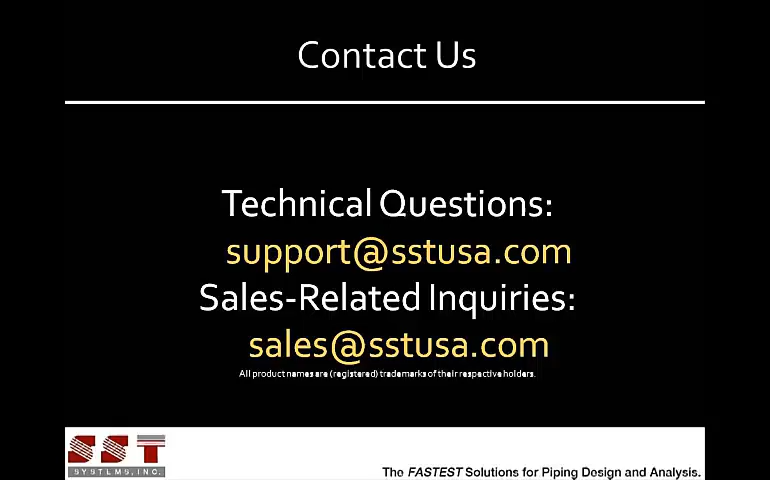 Contact Us
Technical Questions:
support@sstusa.com
Sales-Related Inquiries:
sales@sstusa.com
All product names are (registered) trademarks of their respective holders.
SST
SYSTEMS, INC.
The FASTEST Solutions for Piping Design and Analysis.